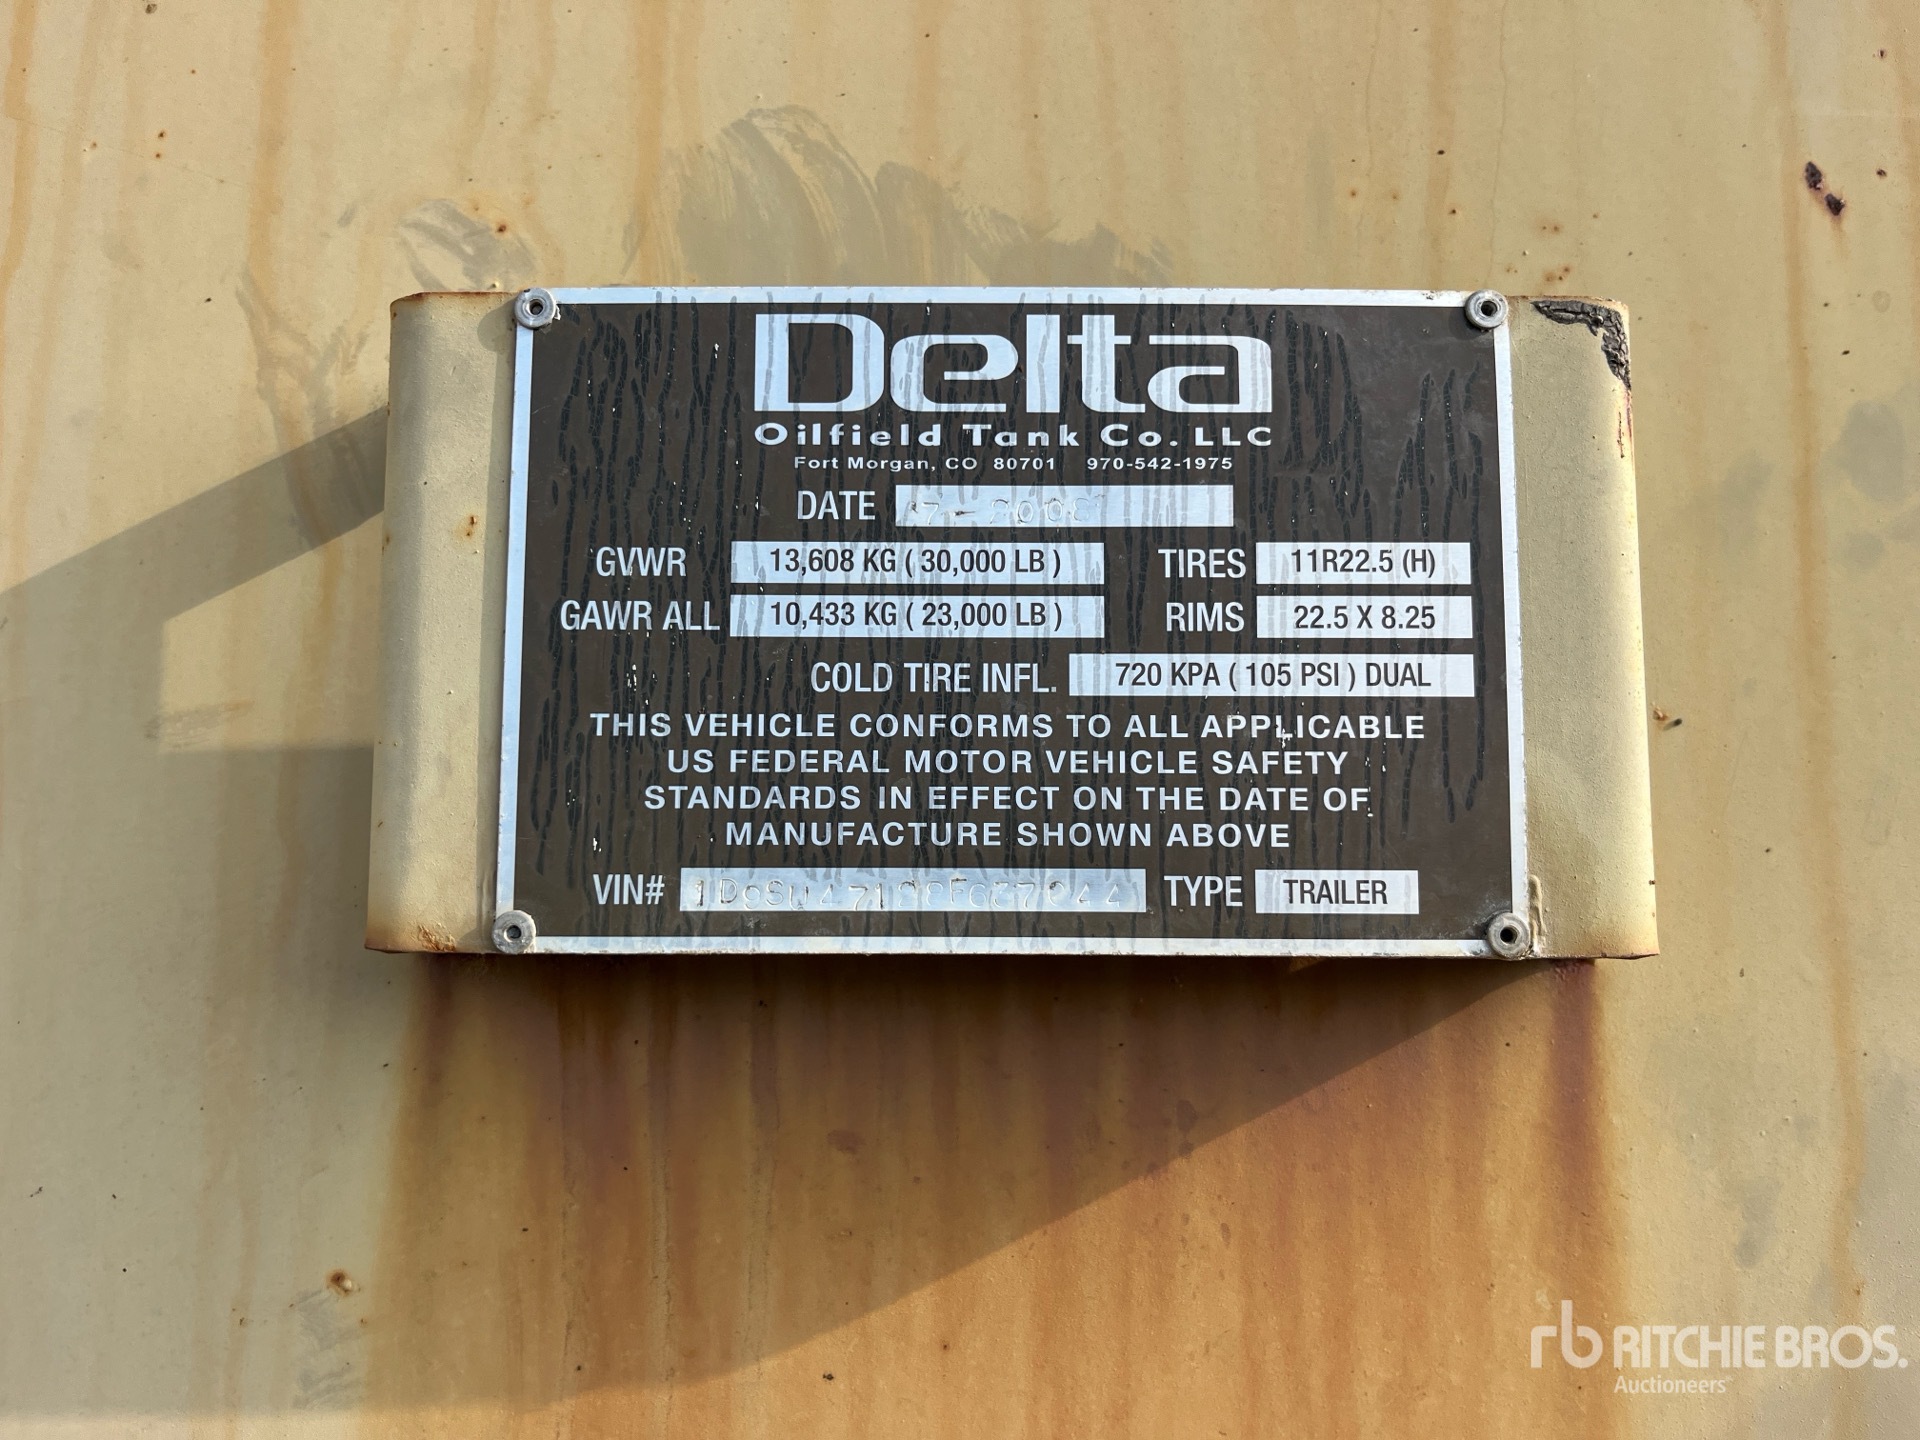 Delta
Oilfield Tank Co. LLC
Fort Morgan, CO 80701 970-542-1975
DATE 7-2008
GVWR 13,608 KG ( 30,000 LB ) TIRES 11R22.5 (H)
GAWR ALL 10,433 KG ( 23,000 LB ) RIMS 22.5 X 8.25
COLD TIRE INFL. 720 KPA ( 105 PSI ) DUAL
THIS VEHICLE CONFORMS TO ALL APPLICABLE
US FEDERAL MOTOR VEHICLE SAFETY
STANDARDS IN EFFECT ON THE DATE OF
MANUFACTURE SHOWN ABOVE
VIN# TYPE TRAILER
rb RITCHIE BROS.
Auctioneers